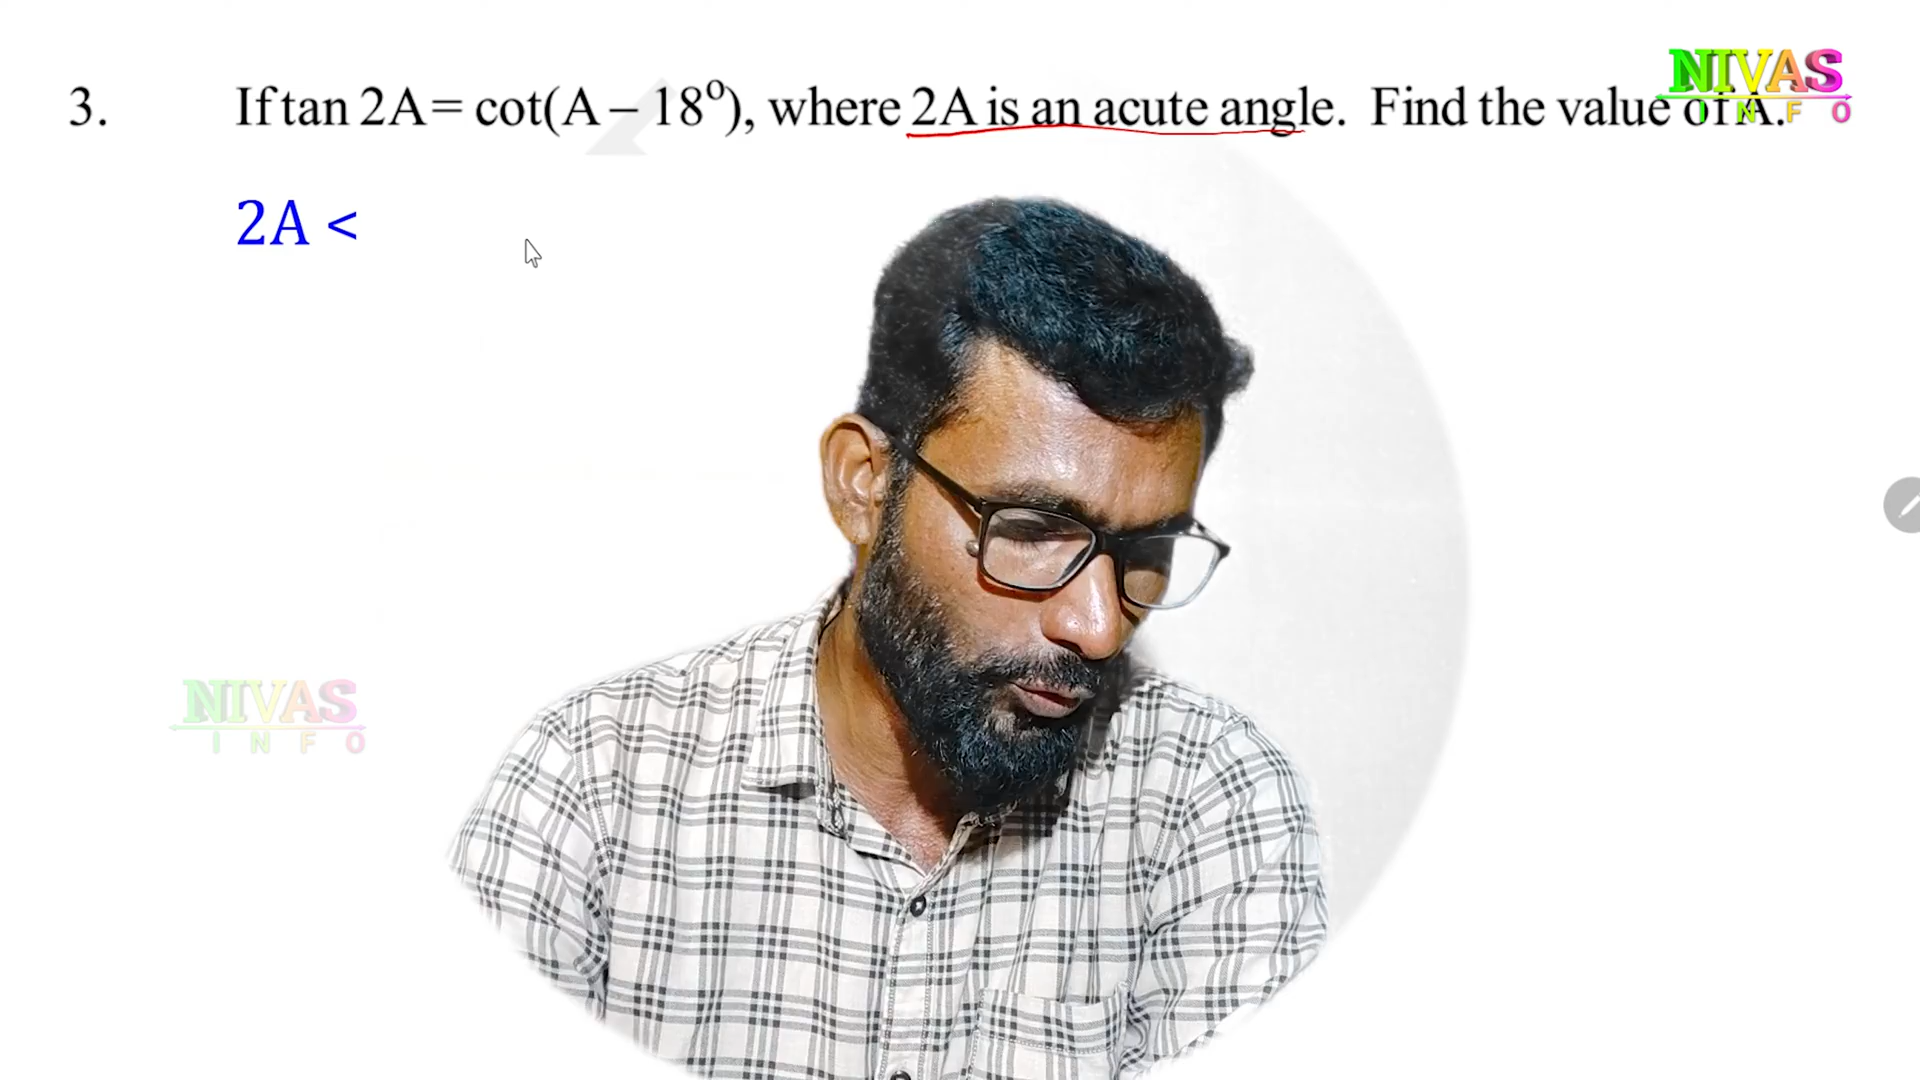 NIVAS
INFO
3. If tan 2A = cot(A – 18°), where 2A is an acute angle. Find the value of A.
2A <
NIVAS
INFO